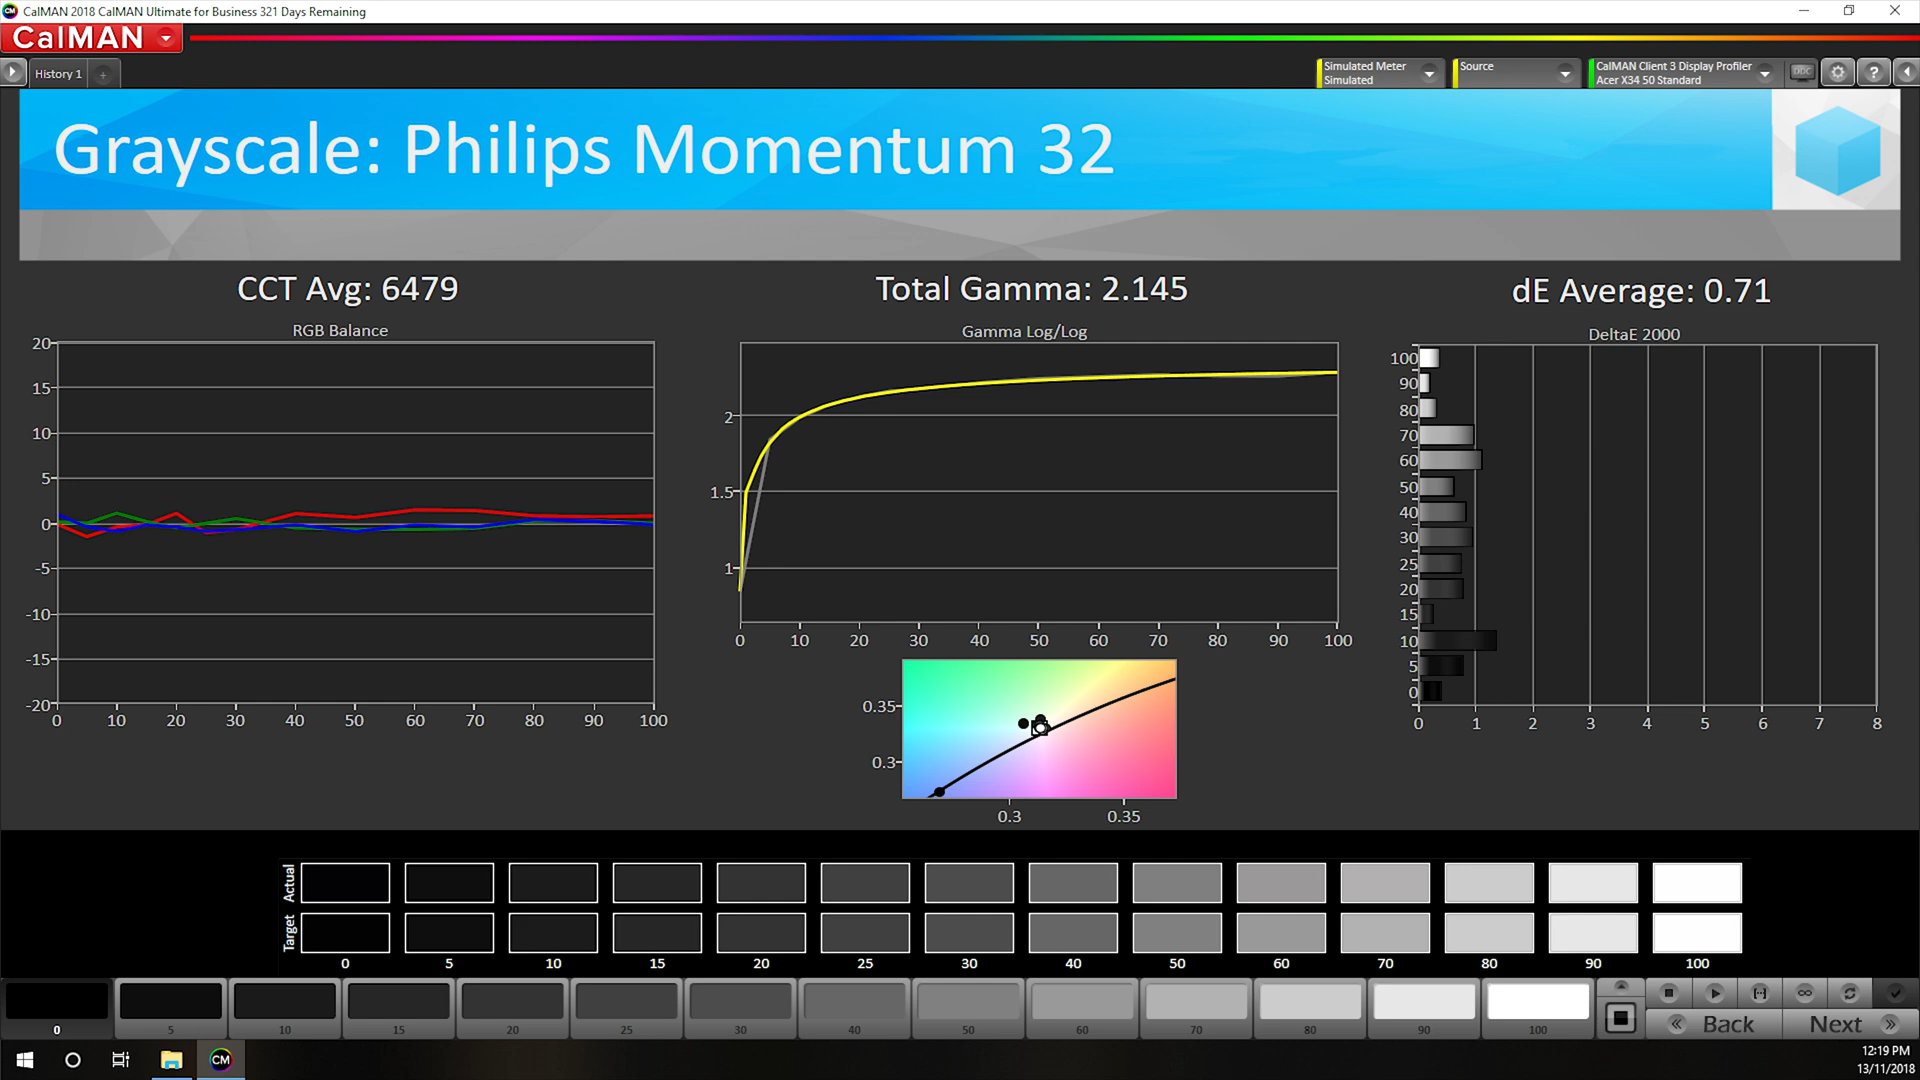 CalMAN 2018 CalMAN Ultimate for Business 321 Days Remaining
CalMAN
History 1
Simulated Meter
Simulated
Source
CalMAN Client 3 Display Profiler
Acer X34 50 Standard
DDC
?
Grayscale: Philips Momentum 32
CCT Avg: 6479
Total Gamma: 2.145
dE Average: 0.71
RGB Balance
20
15
10
5
0
-5
-10
-15
-20
0 10 20 30 40 50 60 70 80 90 100
Gamma Log/Log
2
1.5
1
0 10 20 30 40 50 60 70 80 90 100
0.35
0.3
0.3 0.35
DeltaE 2000
100
90
80
70
60
50
40
30
25
20
15
10
5
0
0 1 2 3 4 5 6 7 8
Actual
Target
0 5 10 15 20 25 30 40 50 60 70 80 90 100
0 5 10 15 20 25 30 40 50 60 70 80 90 100
Back Next
CM
12:19 PM
13/11/2018